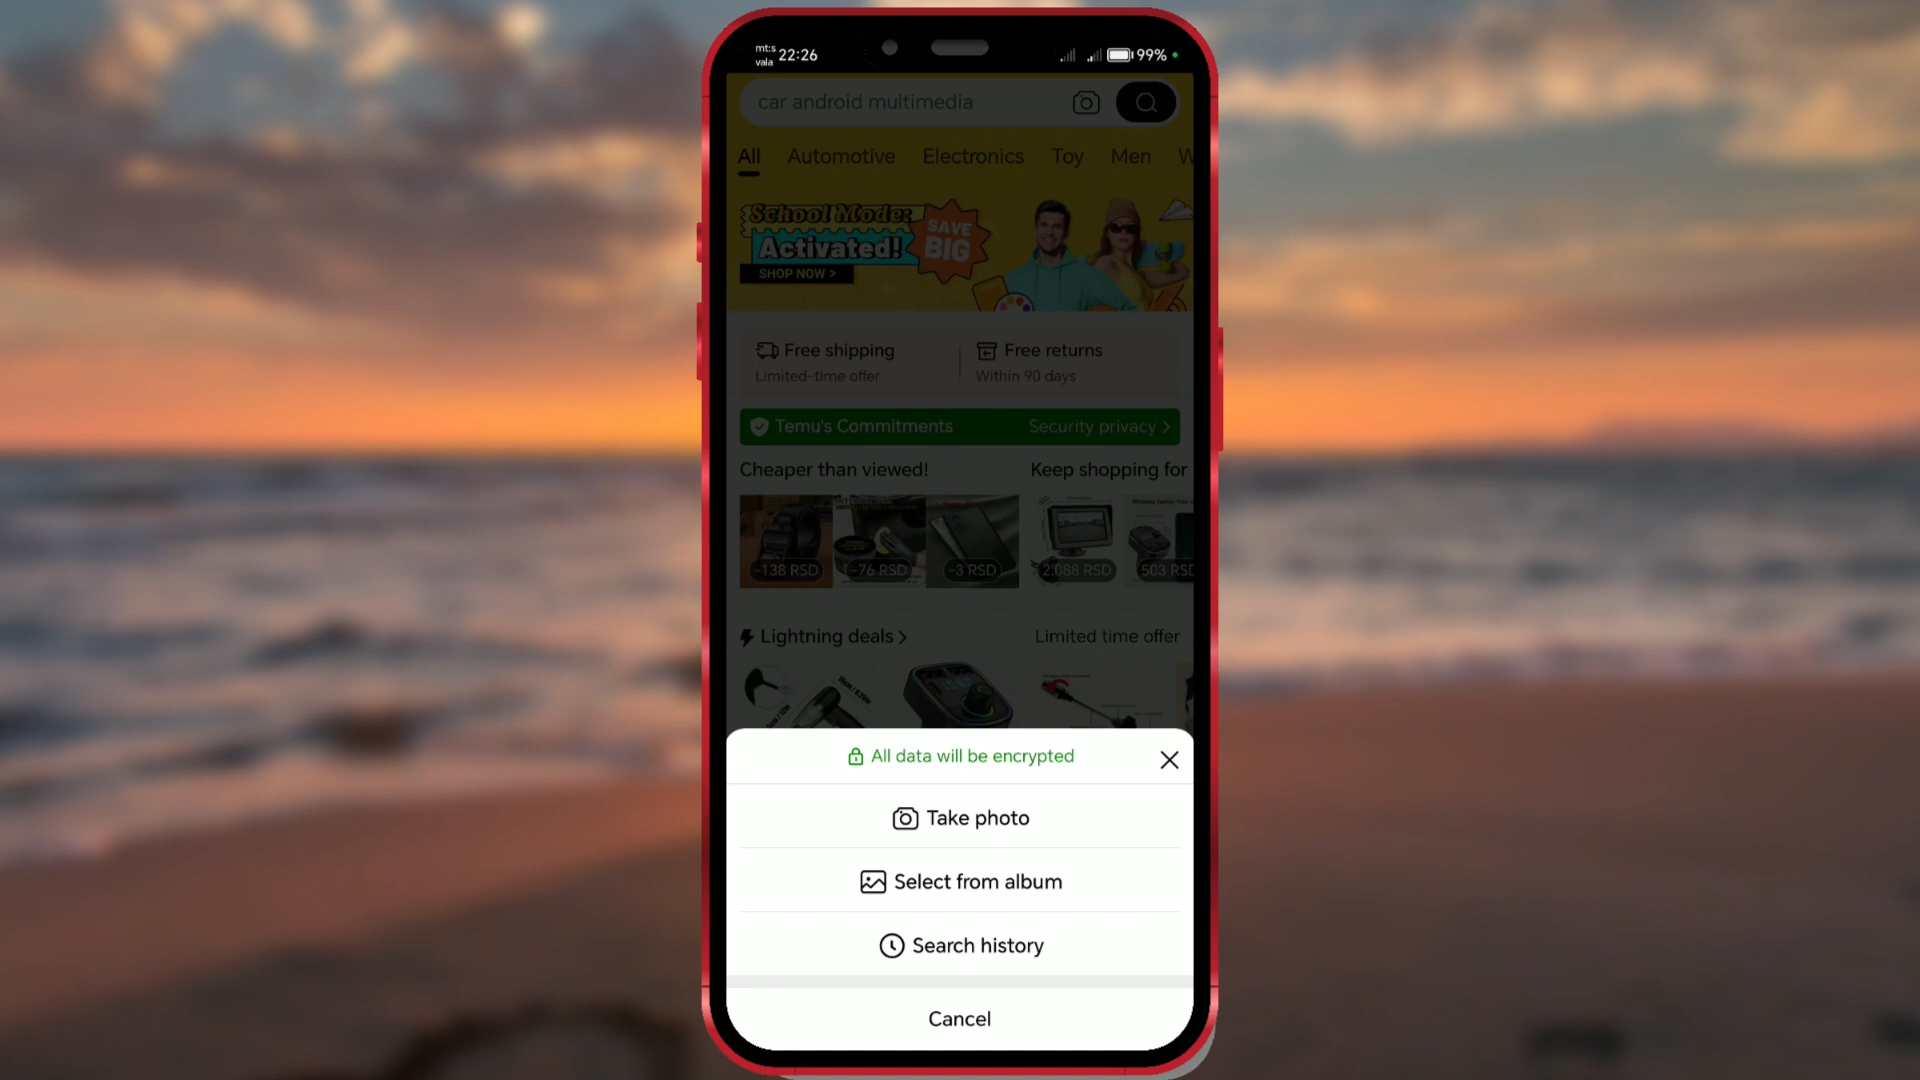 mt:s
vala
22:26
99%
car android multimedia
All Automotive Electronics Toy Men W
School Mode:
Activated!
SAVE
BIG
SHOP NOW >
Free shipping
Limited-time offer
Free returns
Within 90 days
Temu's Commitments
Security privacy >
Cheaper than viewed!
Keep shopping for
-138 RSD
-76 RSD
-3 RSD
2.088 RSD
503 RSD
Lightning deals >
Limited time offer
All data will be encrypted
Take photo
Select from album
Search history
Cancel